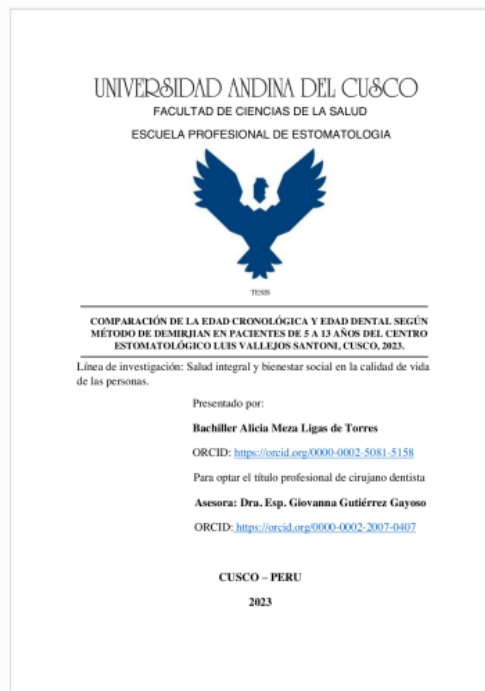 UNIVERSIDAD ANDINA DEL CUSCO
FACULTAD DE CIENCIAS DE LA SALUD
ESCUELA PROFESIONAL DE ESTOMATOLOGIA
TESIS
COMPARACIÓN DE LA EDAD CRONOLÓGICA Y EDAD DENTAL SEGÚN
MÉTODO DE DEMIRJIAN EN PACIENTES DE 5 A 13 AÑOS DEL CENTRO
ESTOMATOLÓGICO LUIS VALLEJOS SANTONI, CUSCO, 2023.
Línea de investigación: Salud integral y bienestar social en la calidad de vida
de las personas.
Presentado por:
Bachiller Alicia Meza Ligas de Torres
ORCID: https://orcid.org/0000-0002-5081-5158
Para optar el título profesional de cirujano dentista
Asesora: Dra. Esp. Giovanna Gutiérrez Gayoso
ORCID: https://orcid.org/0000-0002-2007-0407
CUSCO – PERU
2023